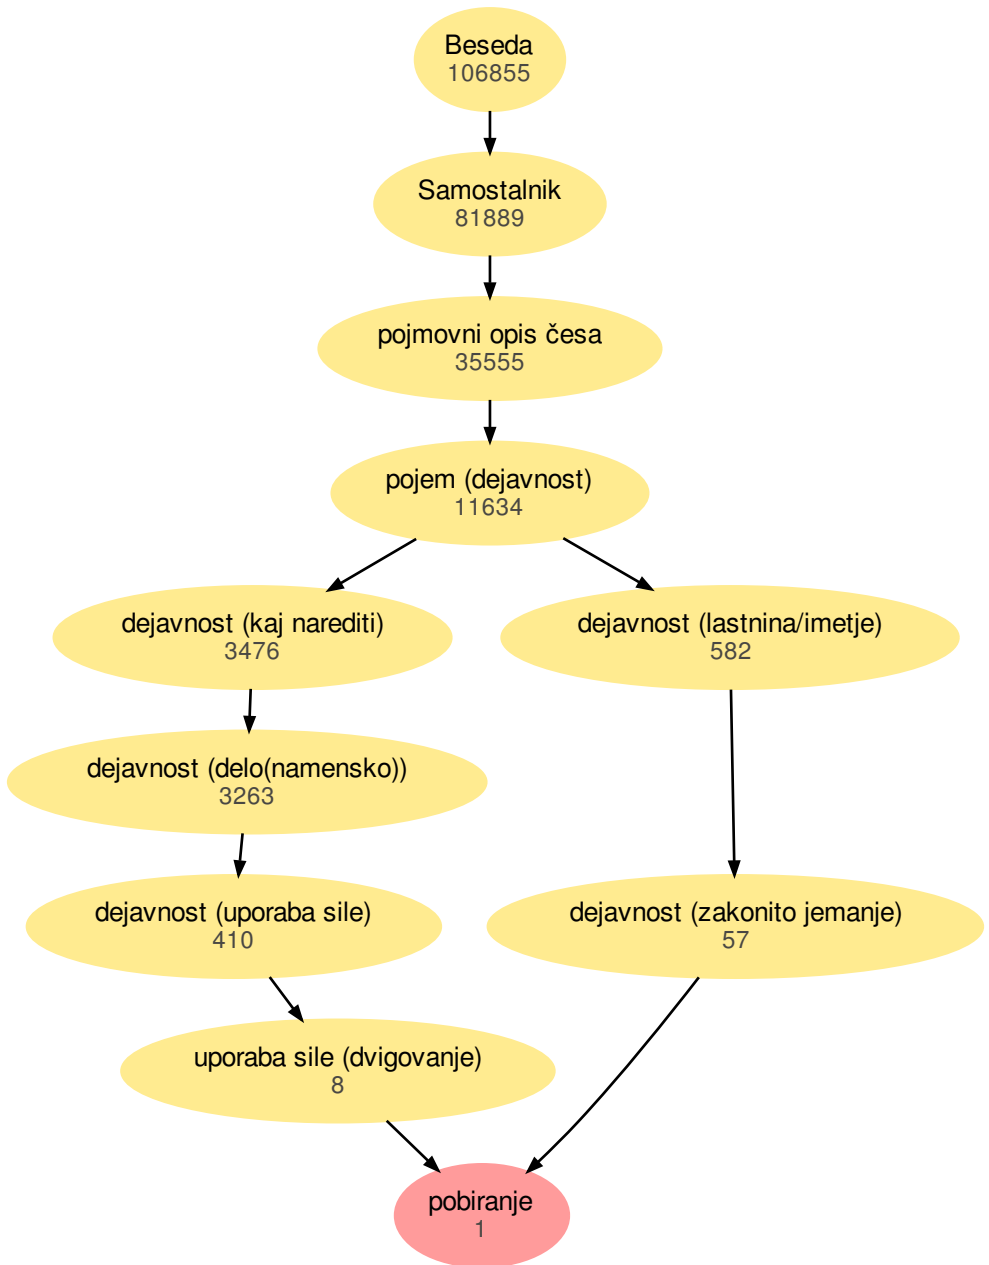 Beseda
106855
Samostalnik
81889
pojmovni opis česa
35555
pojem (dejavnost)
11634
dejavnost (kaj narediti)
3476
dejavnost (lastnina/imetje)
582
dejavnost (delo(namensko))
3263
dejavnost (uporaba sile)
410
dejavnost (zakonito jemanje)
57
uporaba sile (dvigovanje)
8
pobiranje
1